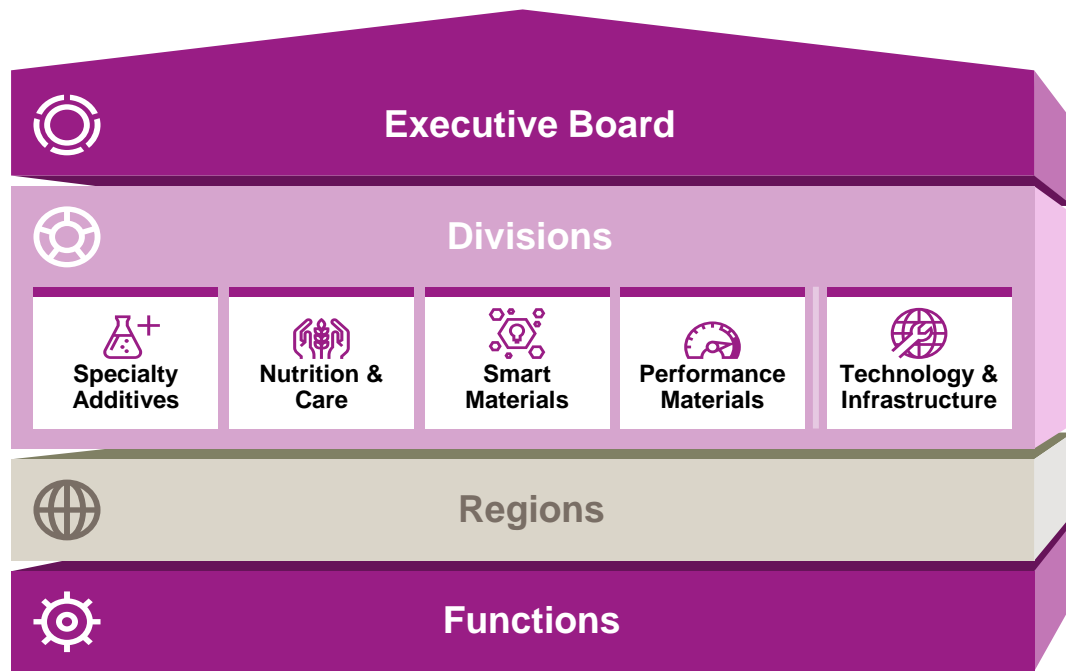 Executive Board
Divisions
Specialty
Additives
Nutrition &
Care
Smart
Materials
Performance
Materials
Technology &
Infrastructure
Regions
Functions